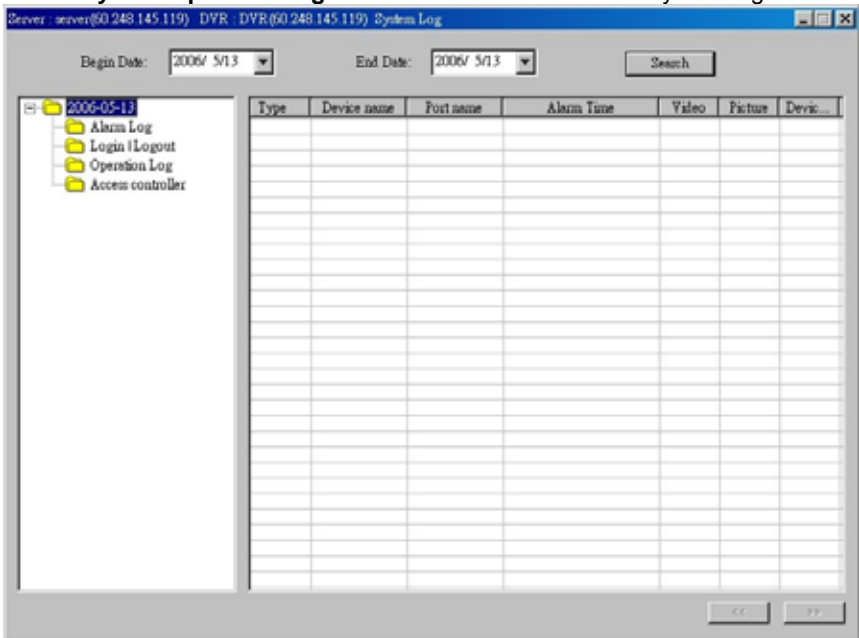 Server : server(60.248.145.119) DVR : DVR(60.248.145.119) System Log
Begin Date: 2006/ 5/13 End Date: 2006/ 5/13 Search
2006-05-13
Alarm Log
Login | Logout
Operation Log
Access controller
Type Device name Port name Alarm Time Video Picture Devic...
<< >>